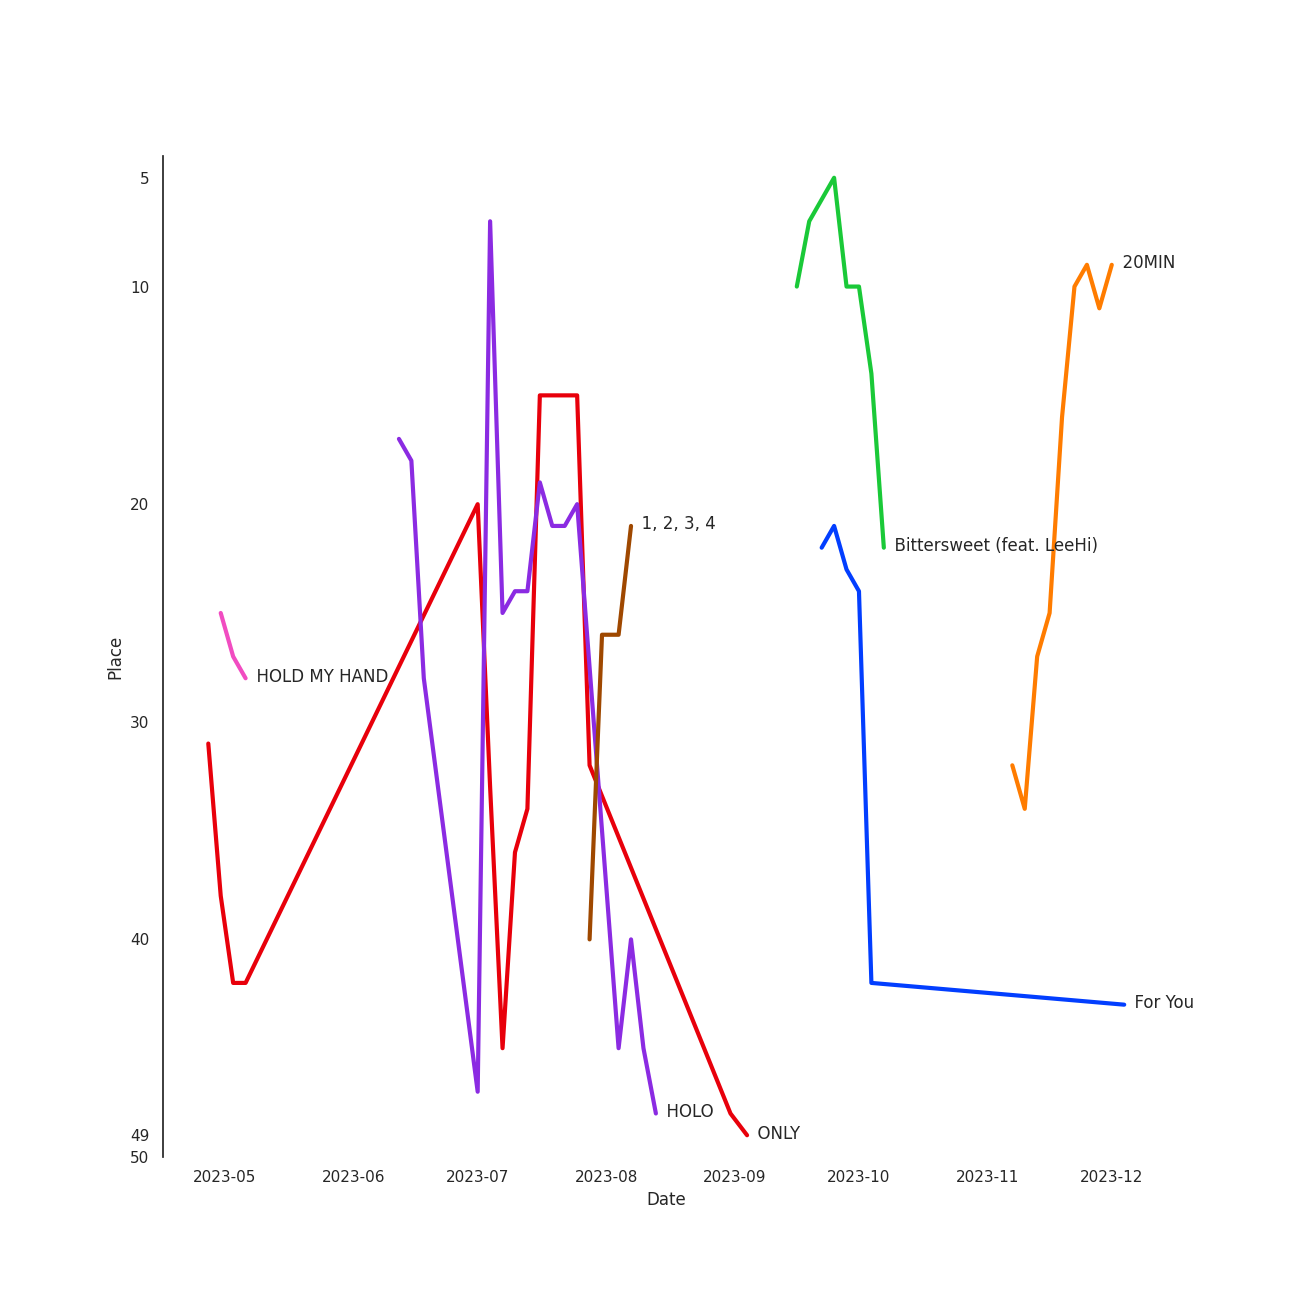 5
10
20
30
40
49
50
Place
20MIN
1, 2, 3, 4
Bittersweet (feat. LeeHi)
HOLD MY HAND
For You
HOLO
ONLY
2023-05 2023-06 2023-07 2023-08 2023-09 2023-10 2023-11 2023-12
Date